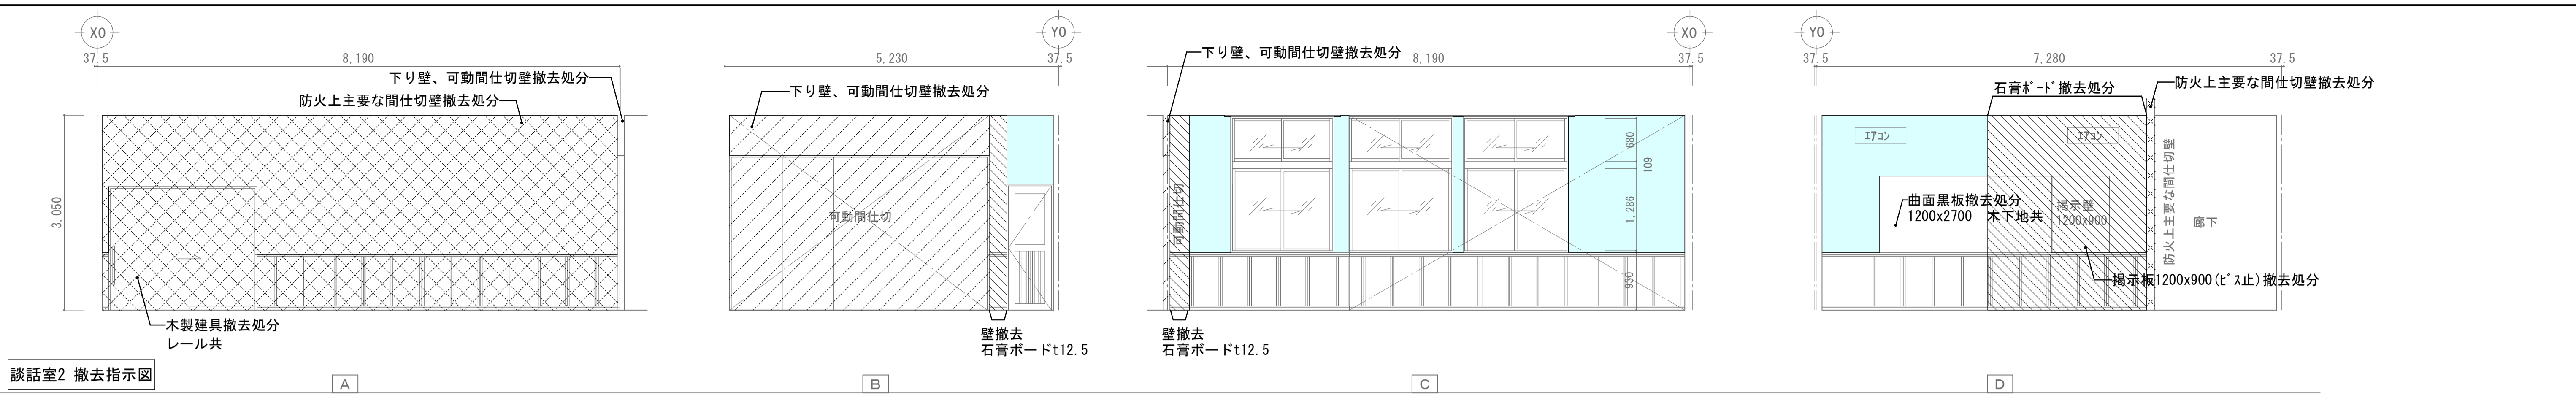 X0
37.5
8,190
下り壁、可動間仕切壁撤去処分
防火上主要な間仕切壁撤去処分
3,050
木製建具撤去処分
レール共
談話室2 撤去指示図
A
Y0
5,230
37.5
下り壁、可動間仕切壁撤去処分
可動間仕切
壁撤去
石膏ボードt12.5
B
X0
下り壁、可動間仕切壁撤去処分
8,190
37.5
可動間仕切
680
109
1,286
930
壁撤去
石膏ボードt12.5
C
Y0
37.5
7,280
37.5
石膏ボード撤去処分
防火上主要な間仕切壁撤去処分
エアコン
エアコン
曲面黒板撤去処分
1200x2700 木下地共
掲示壁
1200x900
防火上主要な間仕切壁
廊下
掲示板1200x900(ビス止)撤去処分
D